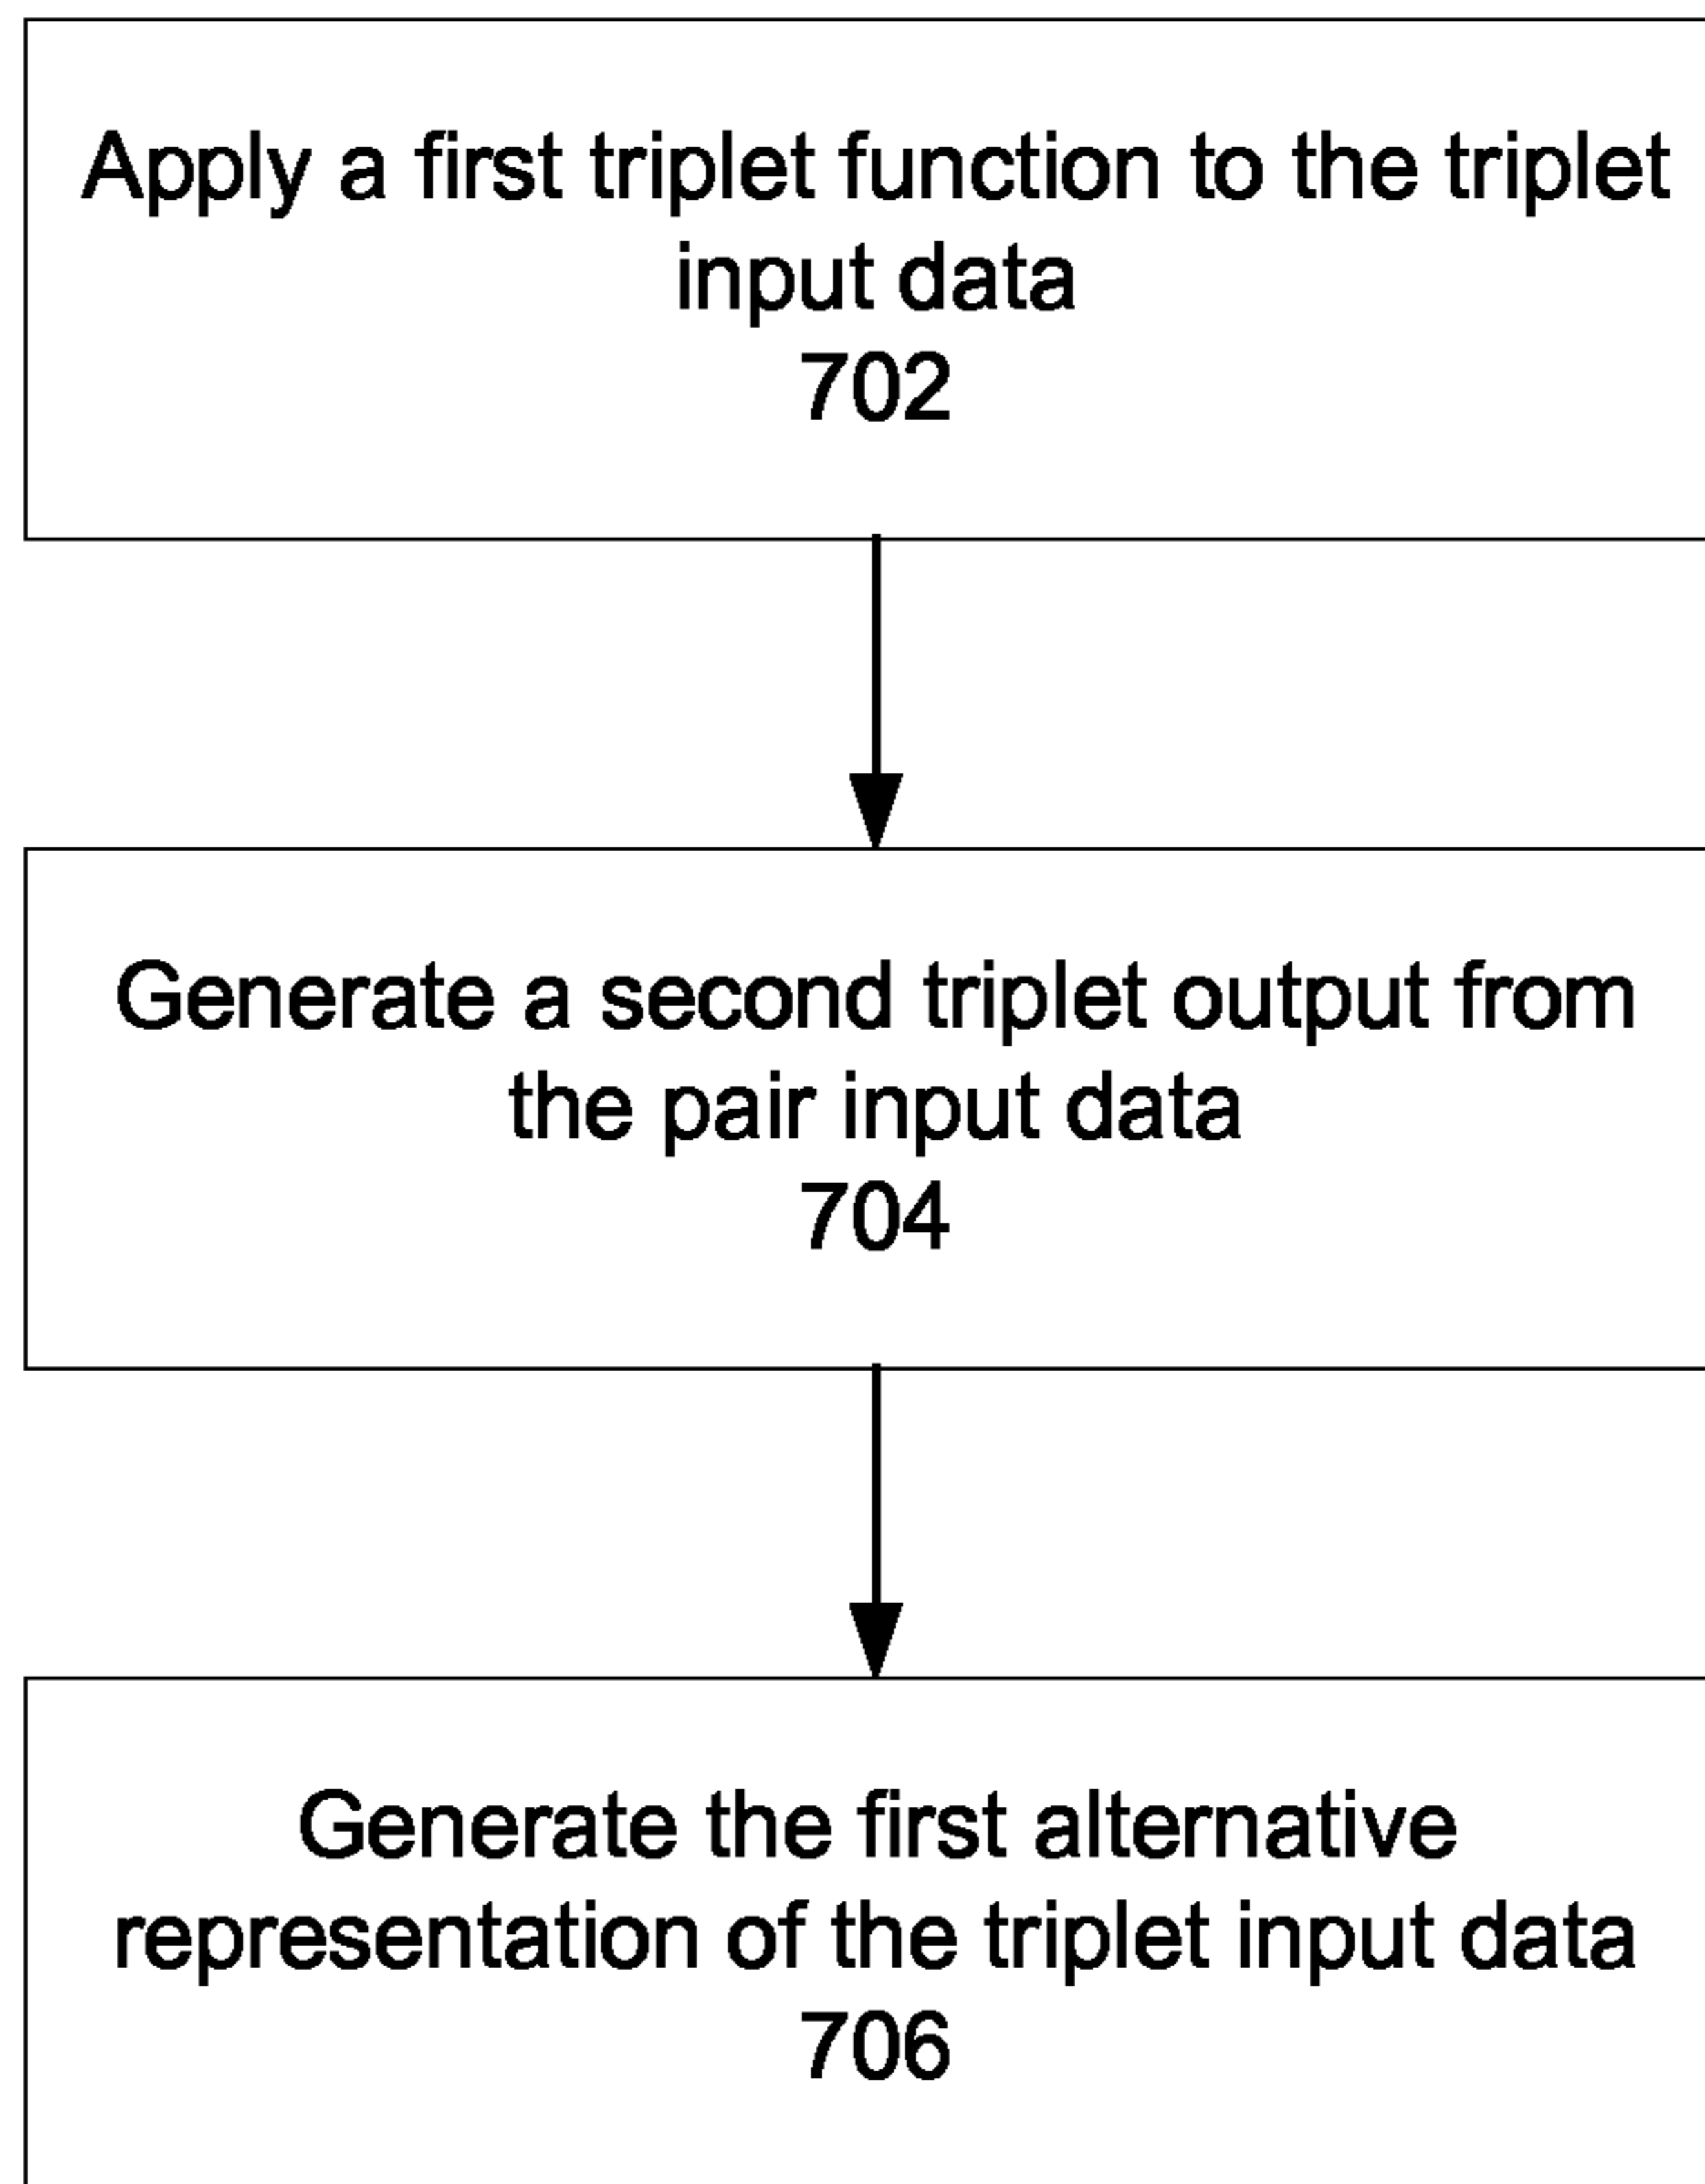 Apply a first triplet function to the triplet
input data
702
Generate a second triplet output from
the pair input data
704
Generate the first alternative
representation of the triplet input data
706